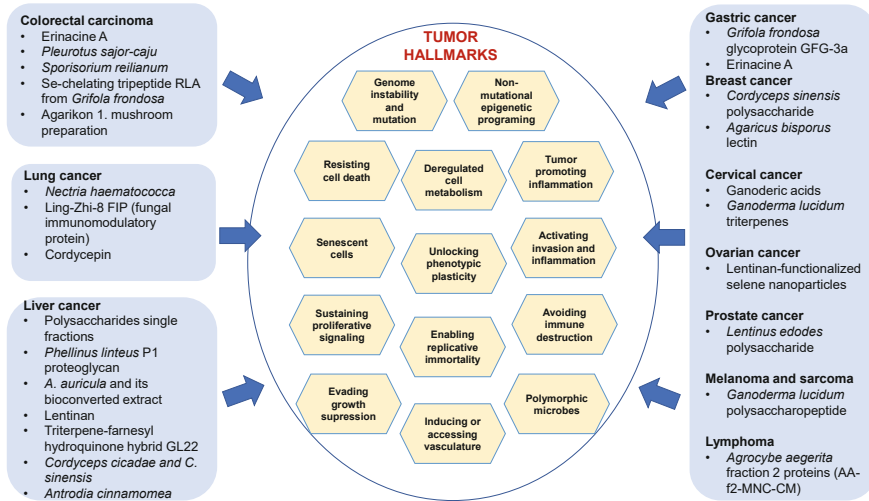 Colorectal carcinoma
• Erinacine A
• Pleurotus sajor-caju
• Sporisorium reilianum
• Se-chelating tripeptide RLA
from Grifola frondosa
• Agarikon 1. mushroom
preparation
Lung cancer
• Nectria haematococca
• Ling-Zhi-8 FIP (fungal
immunomodulatory
protein)
• Cordycepin
Liver cancer
• Polysaccharides single
fractions
• Phellinus linteus P1
proteoglycan
• A. auricula and its
bioconverted extract
• Lentinan
• Triterpene-farnesyl
hydroquinone hybrid GL22
• Cordyceps cicadae and C.
sinensis
• Antrodia cinnamomea
TUMOR
HALLMARKS
Genome
instability and
mutation
Non-
mutational
epigenetic
programing
Resisting
cell death
Deregulated
cell
metabolism
Tumor
promoting
inflammation
Senescent
cells
Unlocking
phenotypic
plasticity
Activating
invasion and
inflammation
Sustaining
proliferative
signaling
Enabling
replicative
immortality
Avoiding
immune
destruction
Evading
growth
supression
Inducing or
accessing
vasculature
Polymorphic
microbes
Gastric cancer
• Grifola frondosa
glycoprotein GFG-3a
• Erinacine A
Breast cancer
• Cordyceps sinensis
polysaccharide
• Agaricus bisporus
lectin
Cervical cancer
• Ganoderic acids
• Ganoderma lucidum
triterpenes
Ovarian cancer
• Lentinan-functionalized
selene nanoparticles
Prostate cancer
• Lentinus edodes
polysaccharide
Melanoma and sarcoma
• Ganoderma lucidum
polysaccharopeptide
Lymphoma
• Agrocybe aegerita
fraction 2 proteins (AA-
f2-MNC-CM)